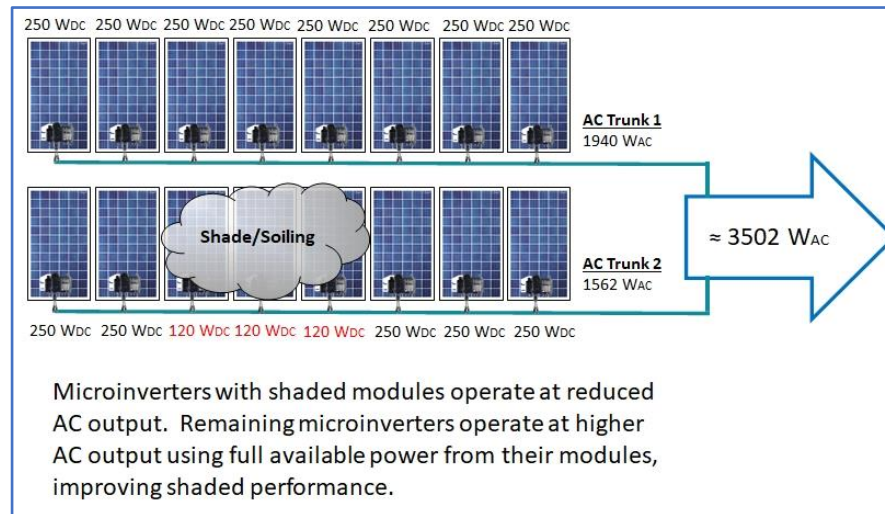 250 WDC 250 WDC 250 WDC 250 WDC 250 WDC 250 WDC 250 WDC 250 WDC
AC Trunk 1
1940 WAC
Shade/Soiling
≈ 3502 WAC
AC Trunk 2
1562 WAC
250 WDC 250 WDC 120 WDC 120 WDC 120 WDC 250 WDC 250 WDC 250 WDC
Microinverters with shaded modules operate at reduced
AC output.  Remaining microinverters operate at higher
AC output using full available power from their modules,
improving shaded performance.